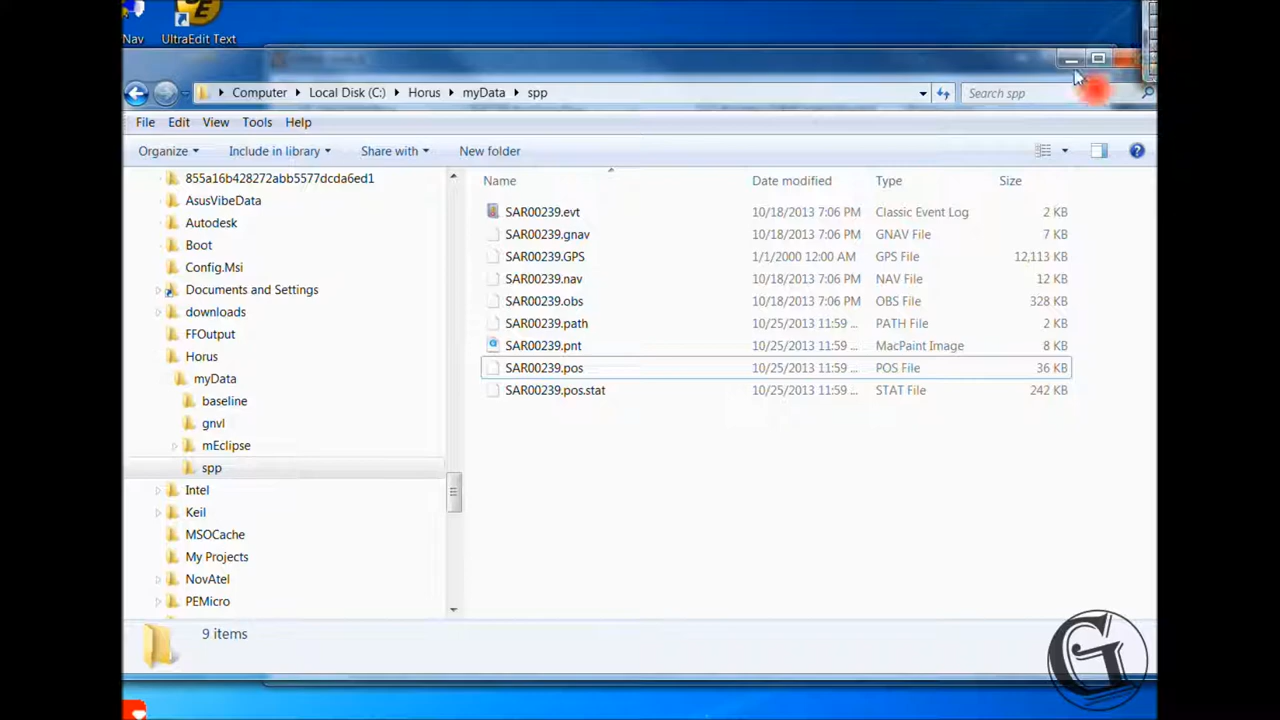 Nav
UltraEdit Text
Computer
Local Disk (C:)
Horus
myData
spp
Search spp
File
Edit
View
Tools
Help
Organize
Include in library
Share with
New folder
Name
Date modified
Type
Size
855a16b428272abb5577dcda6ed1
AsusVibeData
Autodesk
Boot
Config.Msi
Documents and Settings
downloads
FFOutput
Horus
myData
baseline
gnvl
mEclipse
spp
Intel
Keil
MSOCache
My Projects
NovAtel
PEMicro
SAR00239.evt 10/18/2013 7:06 PM Classic Event Log 2 KB
SAR00239.gnav 10/18/2013 7:06 PM GNAV File 7 KB
SAR00239.GPS 1/1/2000 12:00 AM GPS File 12,113 KB
SAR00239.nav 10/18/2013 7:06 PM NAV File 12 KB
SAR00239.obs 10/18/2013 7:06 PM OBS File 328 KB
SAR00239.path 10/25/2013 11:59 ... PATH File 2 KB
SAR00239.pnt 10/25/2013 11:59 ... MacPaint Image 8 KB
SAR00239.pos 10/25/2013 11:59 ... POS File 36 KB
SAR00239.pos.stat 10/25/2013 11:59 ... STAT File 242 KB
9 items
G